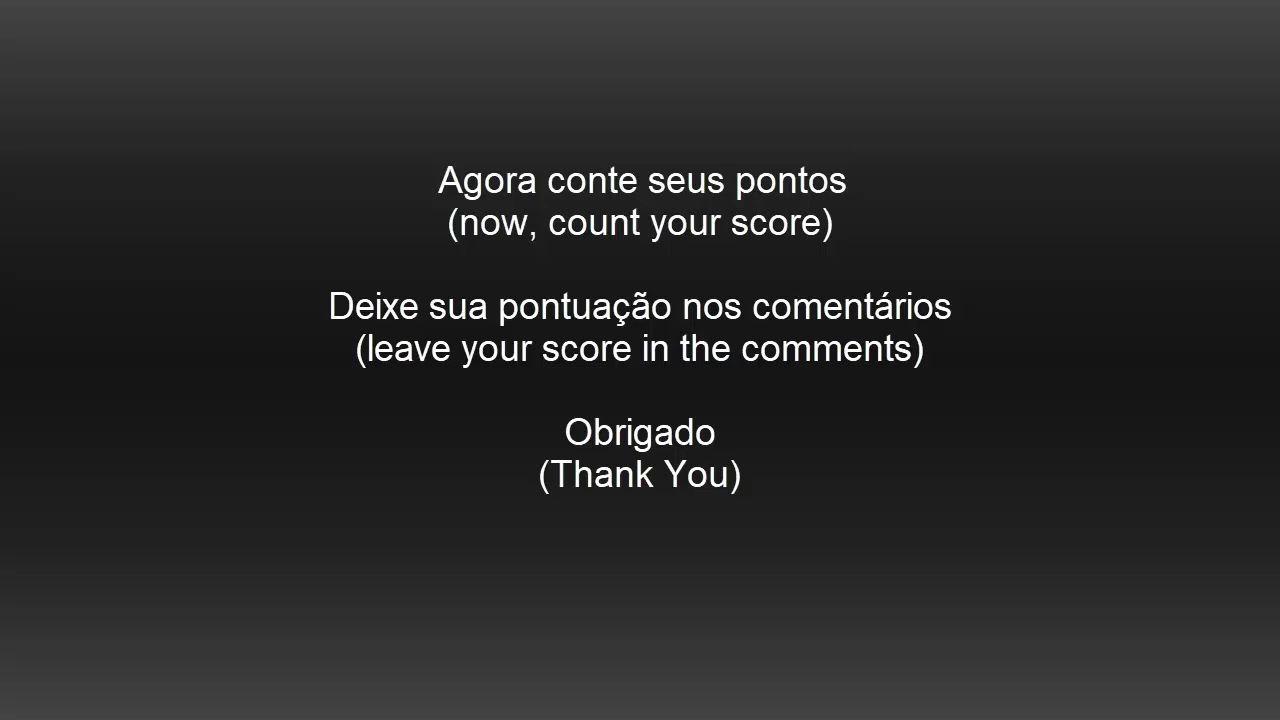 Agora conte seus pontos
(now, count your score)
Deixe sua pontuação nos comentários
(leave your score in the comments)
Obrigado
(Thank You)